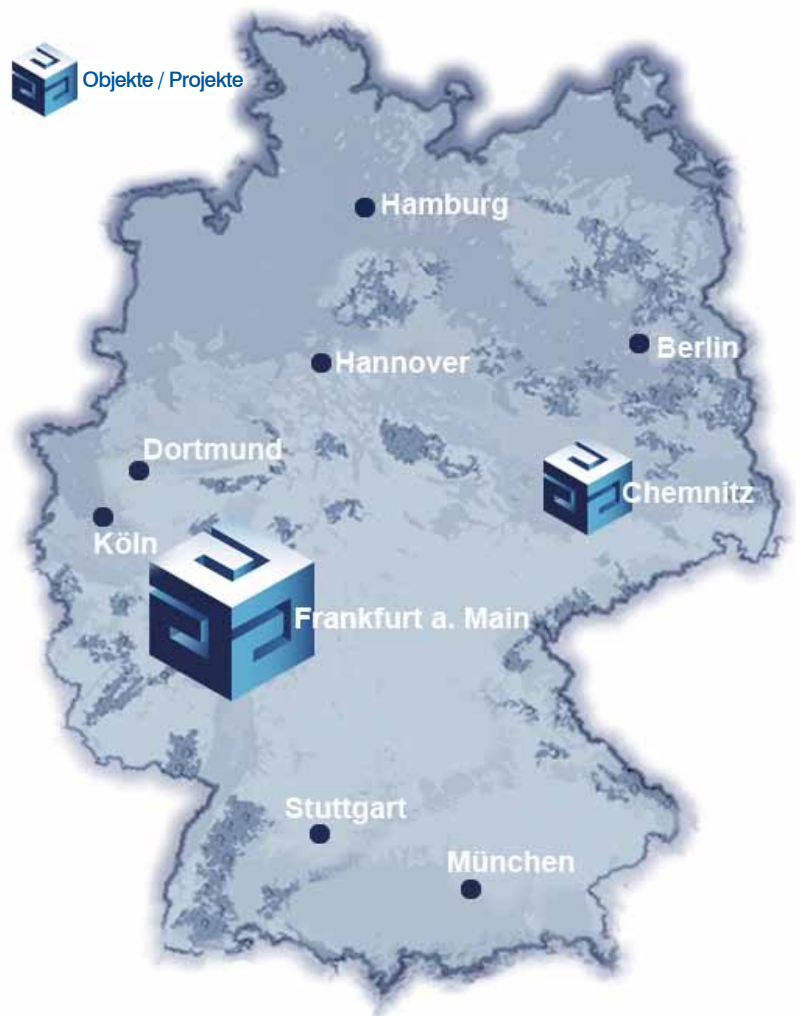 Objekte / Projekte
Hamburg
Berlin
Hannover
Dortmund
Chemnitz
Köln
Frankfurt a. Main
Stuttgart
München